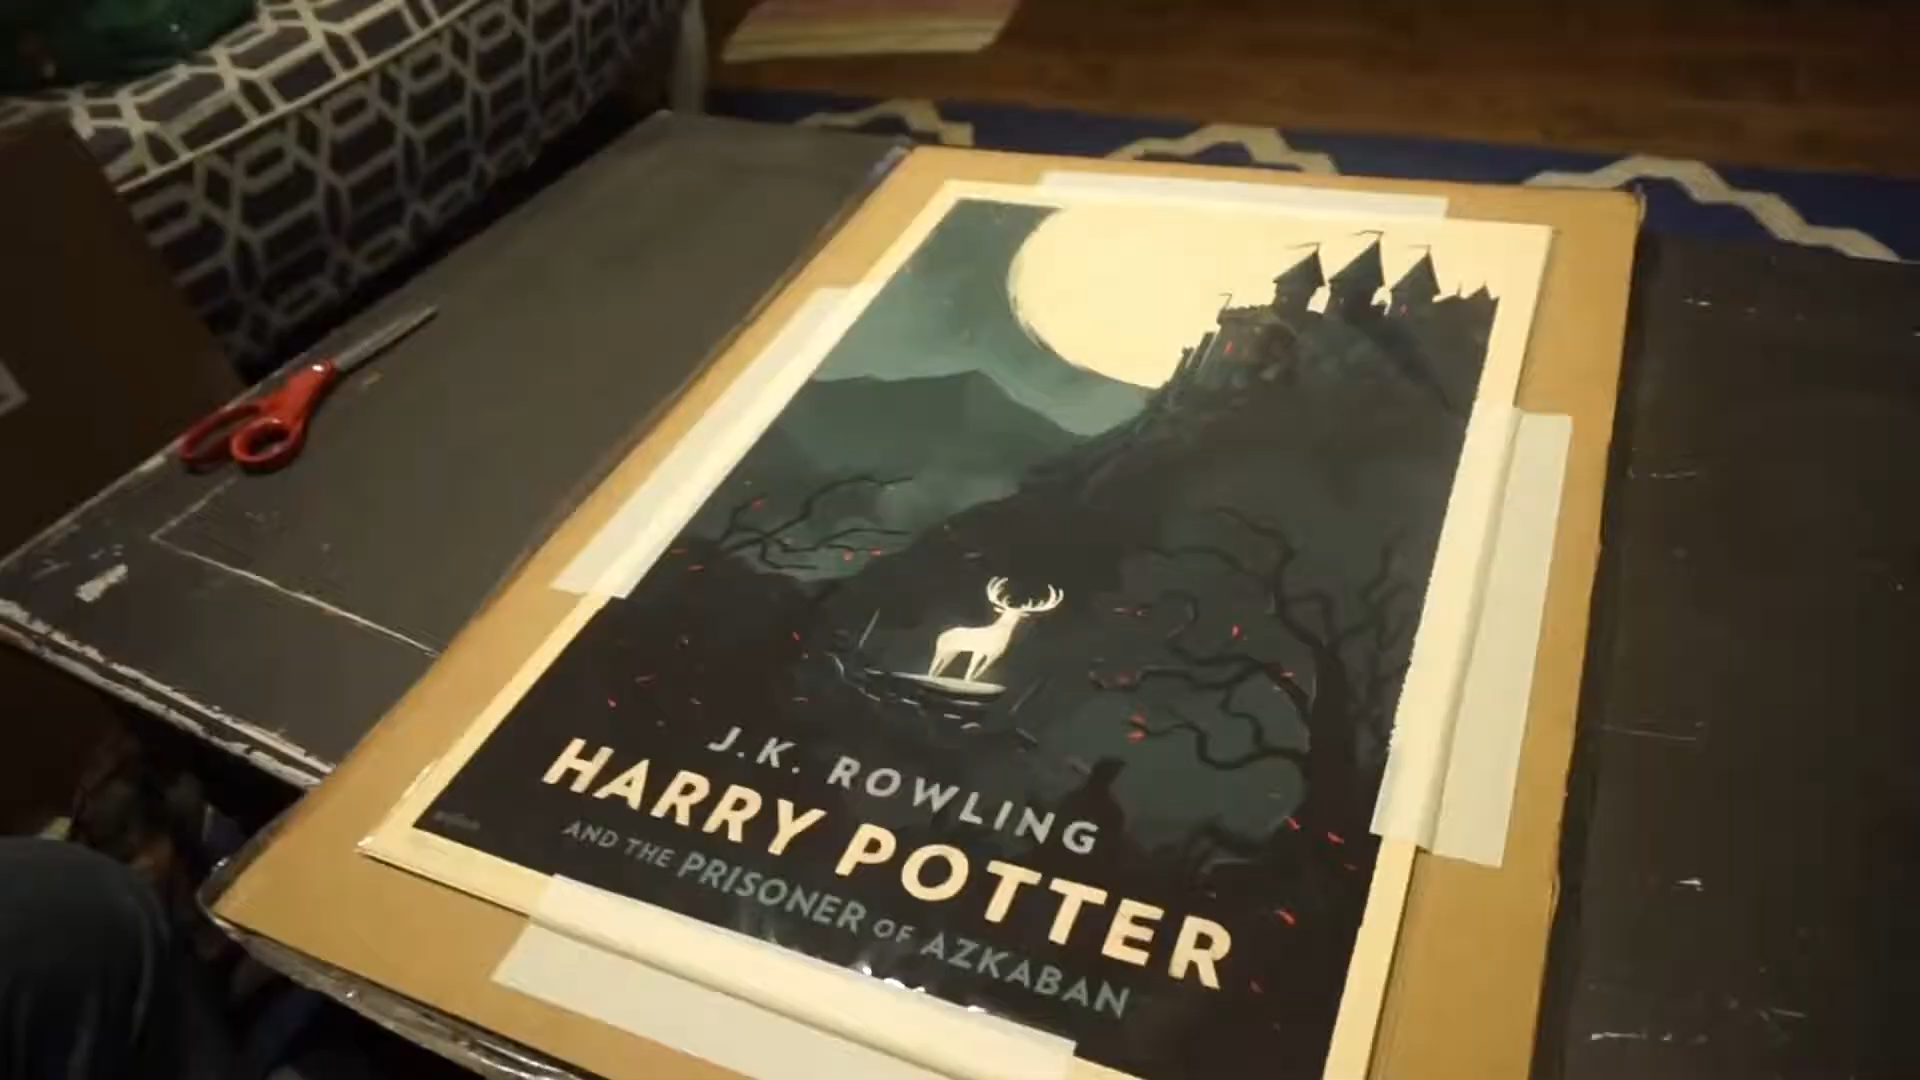 J.K. ROWLING
HARRY POTTER
AND THE PRISONER OF AZKABAN